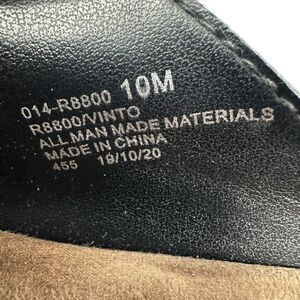 014-R8800 10M
R8800/VINTO
ALL MAN MADE MATERIALS
MADE IN CHINA
455 19/10/20